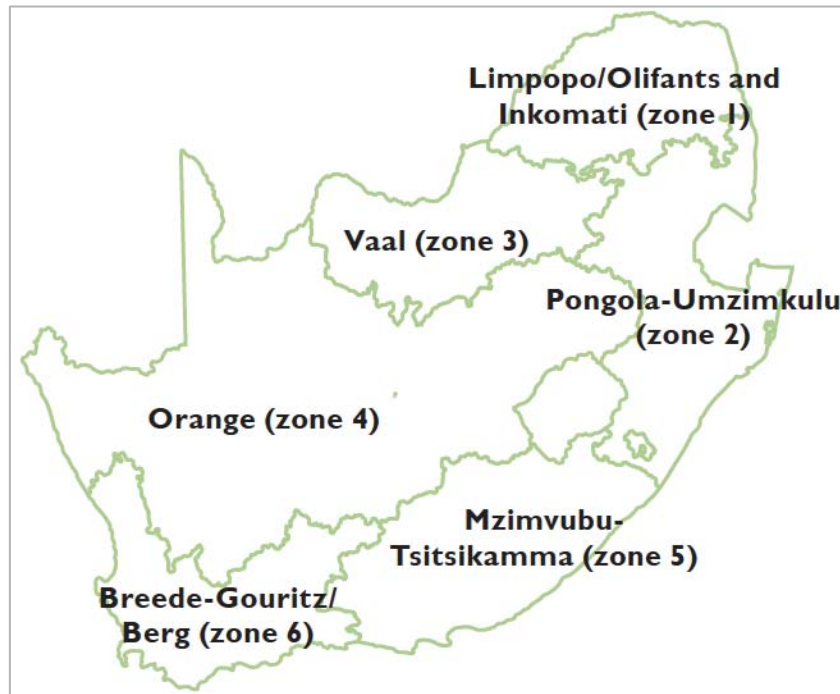 Limpopo/Olifants and
Inkomati (zone 1)
Vaal (zone 3)
Pongola-Umzimkulu
(zone 2)
Orange (zone 4)
Mzimvubu-
Tsitsikamma (zone 5)
Breede-Gouritz/
Berg (zone 6)